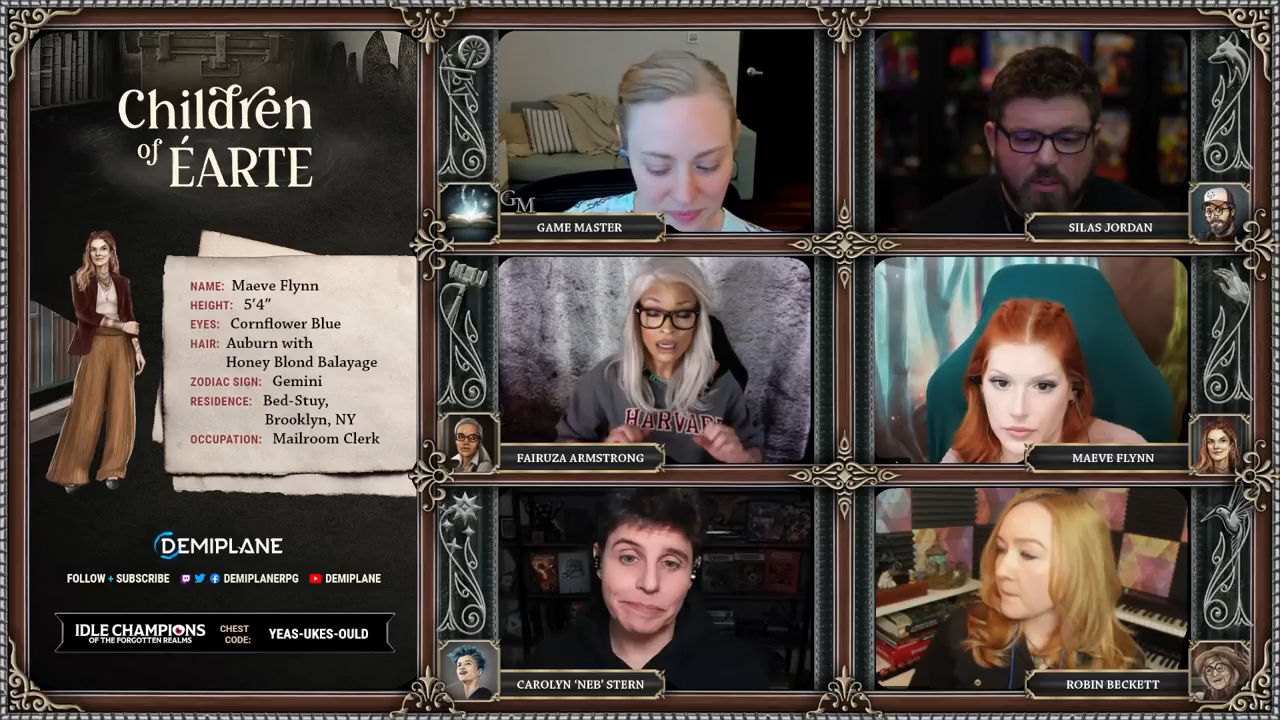 Children
of ÉARTE
NAME: Maeve Flynn
HEIGHT: 5'4"
EYES: Cornflower Blue
HAIR: Auburn with
Honey Blond Balayage
ZODIAC SIGN: Gemini
RESIDENCE: Bed-Stuy,
Brooklyn, NY
OCCUPATION: Mailroom Clerk
DEMIPLANE
FOLLOW + SUBSCRIBE DEMIPLANERPG DEMIPLANE
IDLE CHAMPIONS
OF THE FORGOTTEN REALMS
CHEST
CODE:
YEAS-UKES-OULD
GM
GAME MASTER
SILAS JORDAN
HARVARD
FAIRUZA ARMSTRONG
MAEVE FLYNN
CAROLYN ‘NEB’ STERN
ROBIN BECKETT